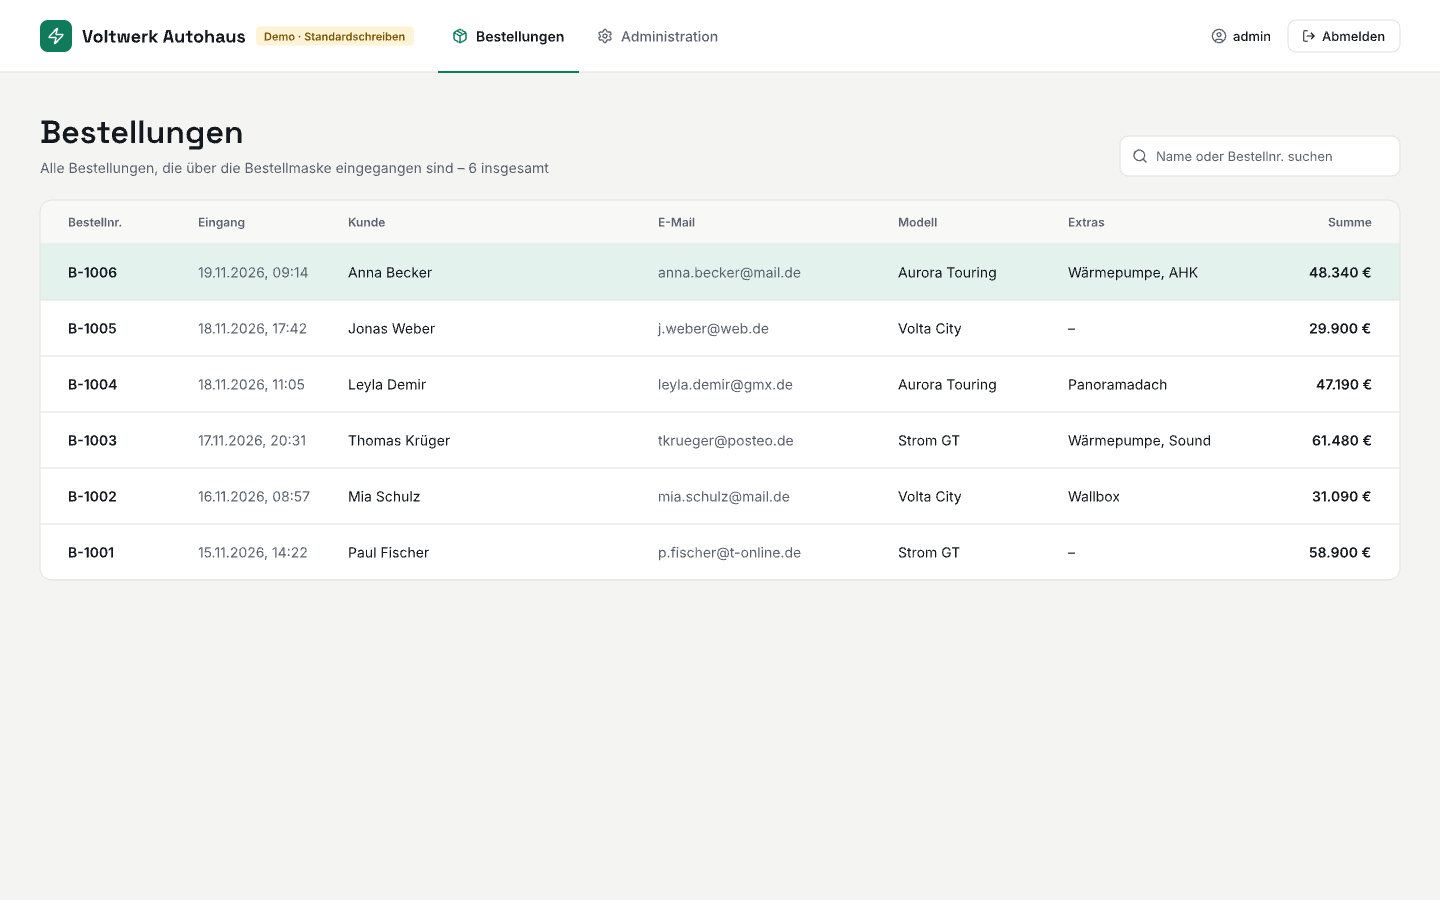 Voltwerk Autohaus Demo · Standardschreiben Bestellungen Administration admin Abmelden
Bestellungen
Alle Bestellungen, die über die Bestellmaske eingegangen sind – 6 insgesamt
Name oder Bestellnr. suchen
Bestellnr. Eingang Kunde E-Mail Modell Extras Summe
B-1006 19.11.2026, 09:14 Anna Becker anna.becker@mail.de Aurora Touring Wärmepumpe, AHK 48.340 €
B-1005 18.11.2026, 17:42 Jonas Weber j.weber@web.de Volta City – 29.900 €
B-1004 18.11.2026, 11:05 Leyla Demir leyla.demir@gmx.de Aurora Touring Panoramadach 47.190 €
B-1003 17.11.2026, 20:31 Thomas Krüger tkrueger@posteo.de Strom GT Wärmepumpe, Sound 61.480 €
B-1002 16.11.2026, 08:57 Mia Schulz mia.schulz@mail.de Volta City Wallbox 31.090 €
B-1001 15.11.2026, 14:22 Paul Fischer p.fischer@t-online.de Strom GT – 58.900 €